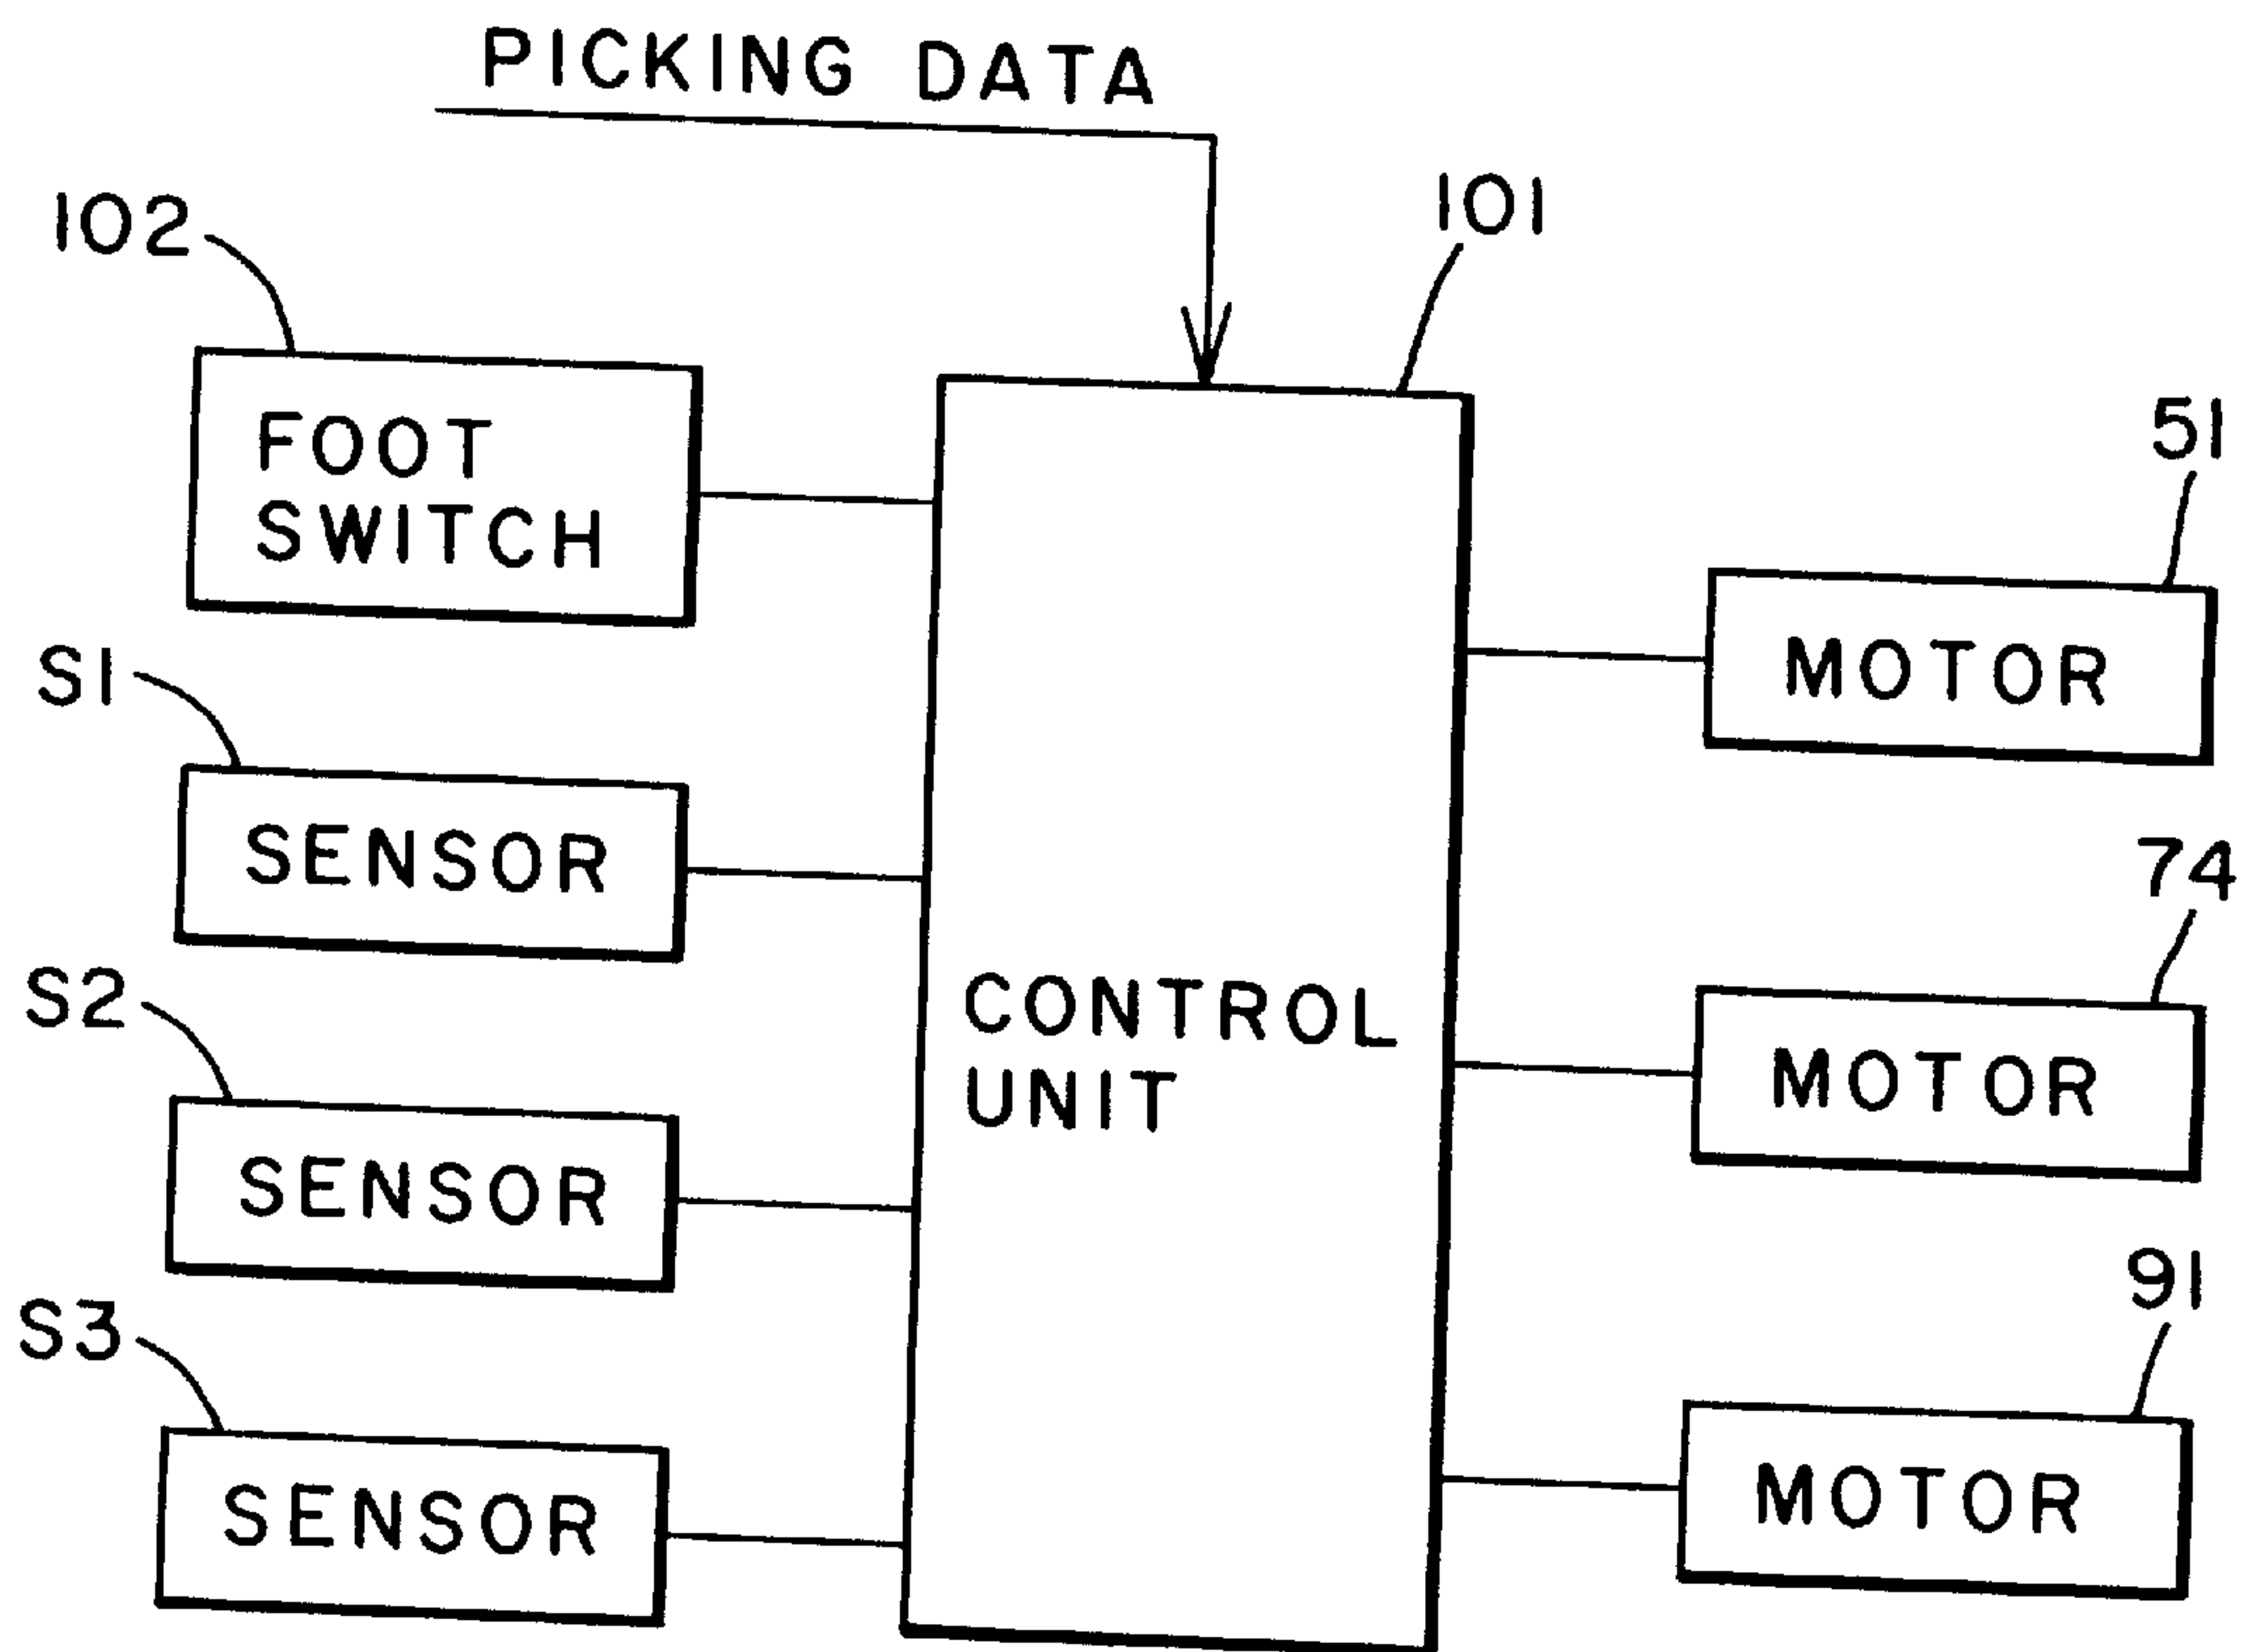 PICKING DATA
102
101
FOOT
SWITCH
51
MOTOR
S1
SENSOR
74
MOTOR
S2
SENSOR
CONTROL
UNIT
91
MOTOR
S3
SENSOR